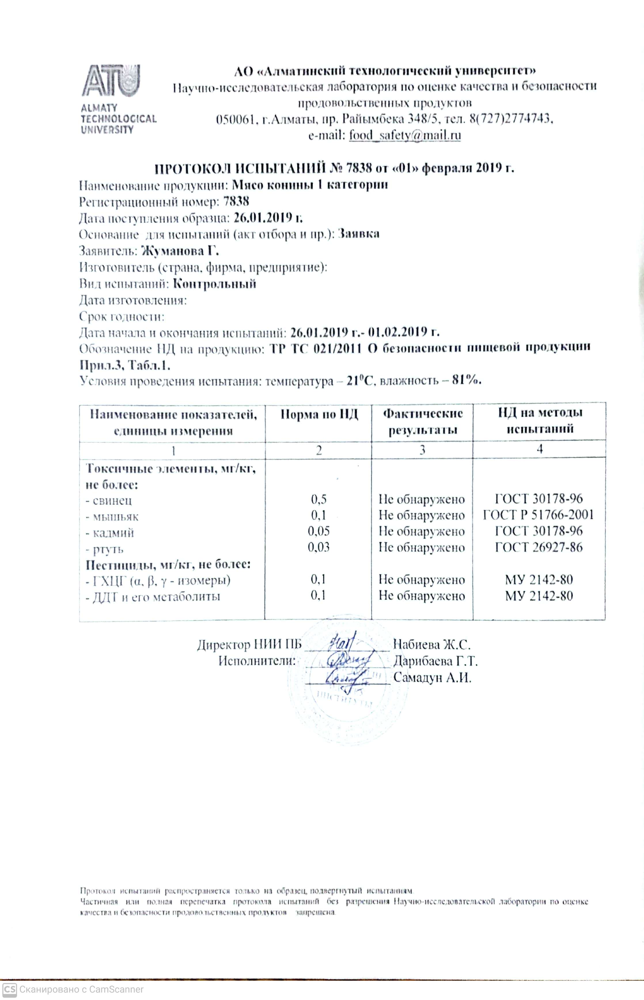 ATU
ALMATY
TECHNOLOGICAL
UNIVERSITY
АО «Алматинский технологический университет»
Научно-исследовательская лаборатория по оценке качества и безопасности
продовольственных продуктов
050061, г.Алматы, пр. Райымбека 348/5, тел. 8(727)2774743,
e-mail: food_safety@mail.ru
ПРОТОКОЛ ИСПЫТАНИЙ № 7838 от «01» февраля 2019 г.
Наименование продукции: Мясо конины 1 категории
Регистрационный номер: 7838
Дата поступления образца: 26.01.2019 г.
Основание для испытаний (акт отбора и пр.): Заявка
Заявитель: Жуманова Г.
Изготовитель (страна, фирма, предприятие):
Вид испытаний: Контрольный
Дата изготовления:
Срок годности:
Дата начала и окончания испытаний: 26.01.2019 г.- 01.02.2019 г.
Обозначение НД на продукцию: ТР ТС 021/2011 О безопасности пищевой продукции
Прил.3, Табл.1.
Условия проведения испытания: температура – 21⁰С, влажность – 81%.
Наименование показателей, единицы измерения | Норма по НД | Фактические результаты | НД на методы испытаний
1 2 3 4
Токсичные элементы, мг/кг,
не более:
- свинец 0,5 Не обнаружено ГОСТ 30178-96
- мышьяк 0,1 Не обнаружено ГОСТ Р 51766-2001
- кадмий 0,05 Не обнаружено ГОСТ 30178-96
- ртуть 0,03 Не обнаружено ГОСТ 26927-86
Пестициды, мг/кг, не более:
- ГХЦГ (α, β, γ - изомеры) 0,1 Не обнаружено МУ 2142-80
- ДДТ и его метаболиты 0,1 Не обнаружено МУ 2142-80
Директор НИИ ПБ Набиева Ж.С.
Исполнители: Дарибаева Г.Т.
Самадун А.И.
ИНСТИТУТЫ
Протокол испытаний распространяется только на образец, подвергнутый испытаниям.
Частичная или полная перепечатка протокола испытаний без разрешения Научно-исследовательской лаборатории по оценке
качества и безопасности продовольственных продуктов запрещена.
CS Сканировано с CamScanner